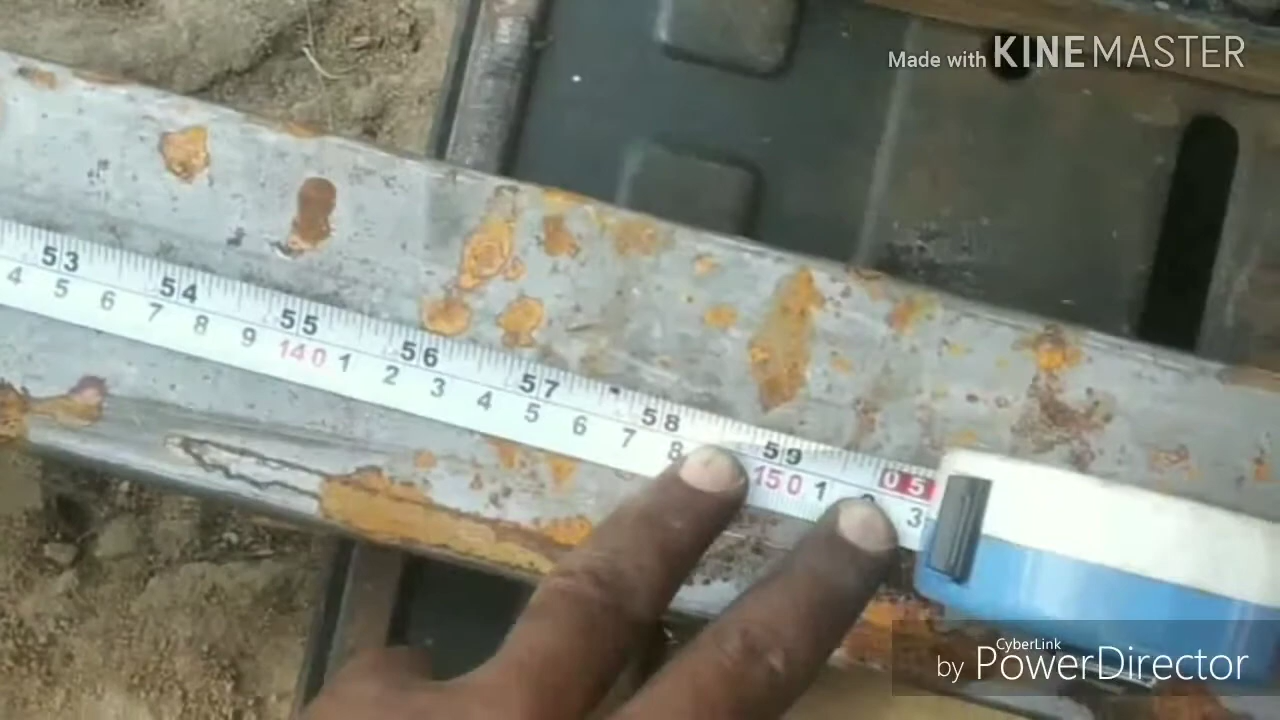 Made with KINEMASTER
53 54 55 56 57 58 59 05
4 5 6 7 8 9 140 1 2 3 4 5 6 7 8 150 1 3
CyberLink
by PowerDirector